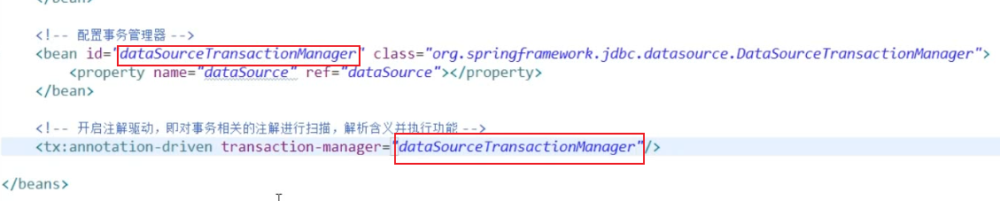 </bean>
<!-- 配置事务管理器 -->
<bean id="dataSourceTransactionManager" class="org.springframework.jdbc.datasource.DataSourceTransactionManager">
<property name="dataSource" ref="dataSource"></property>
</bean>
<!-- 开启注解驱动，即对事务相关的注解进行扫描，解析含义并执行功能 -->
<tx:annotation-driven transaction-manager="dataSourceTransactionManager"/>
</beans>